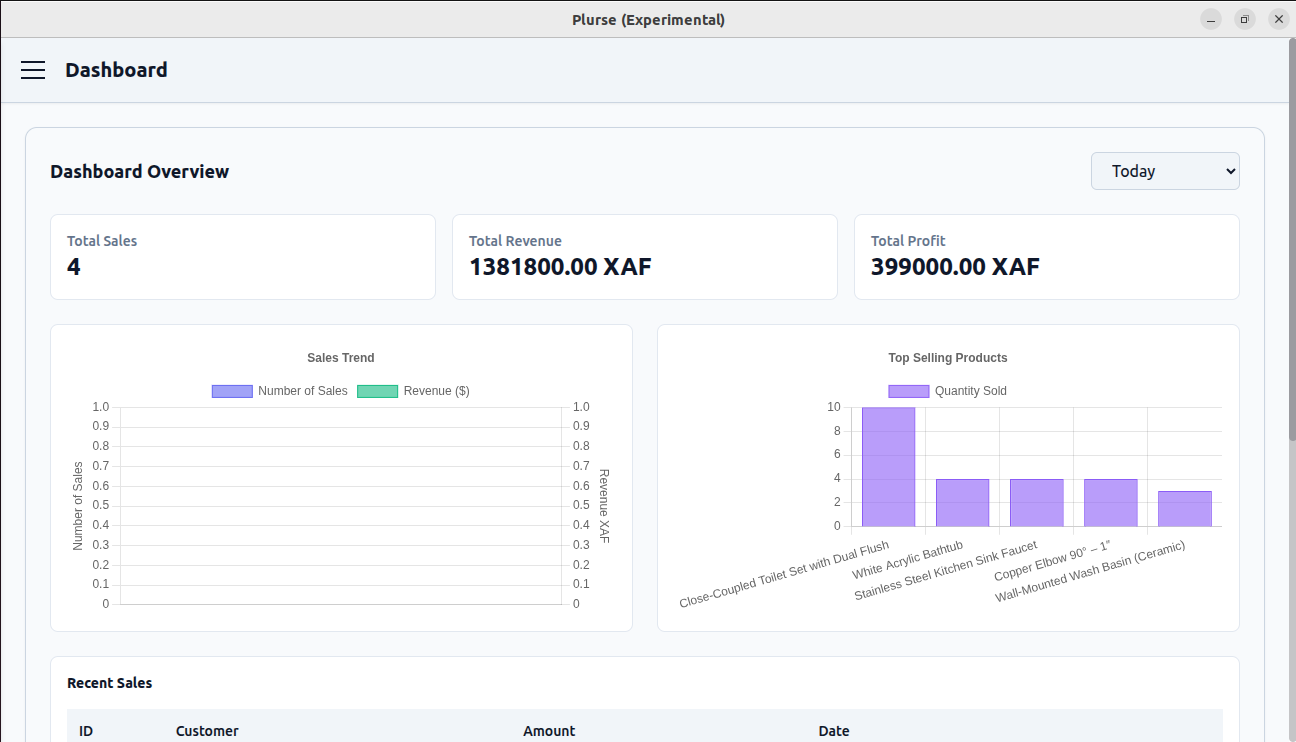 Plurse (Experimental)
Dashboard
Dashboard Overview
Today
Total Sales
4
Total Revenue
1381800.00 XAF
Total Profit
399000.00 XAF
Sales Trend
Number of Sales
Revenue ($)
1.0
0.9
0.8
0.7
0.6
0.5
0.4
0.3
0.2
0.1
0
Number of Sales
1.0
0.9
0.8
0.7
0.6
0.5
0.4
0.3
0.2
0.1
0
Revenue XAF
Top Selling Products
Quantity Sold
10
8
6
4
2
0
Close-Coupled Toilet Set with Dual Flush
White Acrylic Bathtub
Stainless Steel Kitchen Sink Faucet
Copper Elbow 90° – 1"
Wall-Mounted Wash Basin (Ceramic)
Recent Sales
ID Customer Amount Date